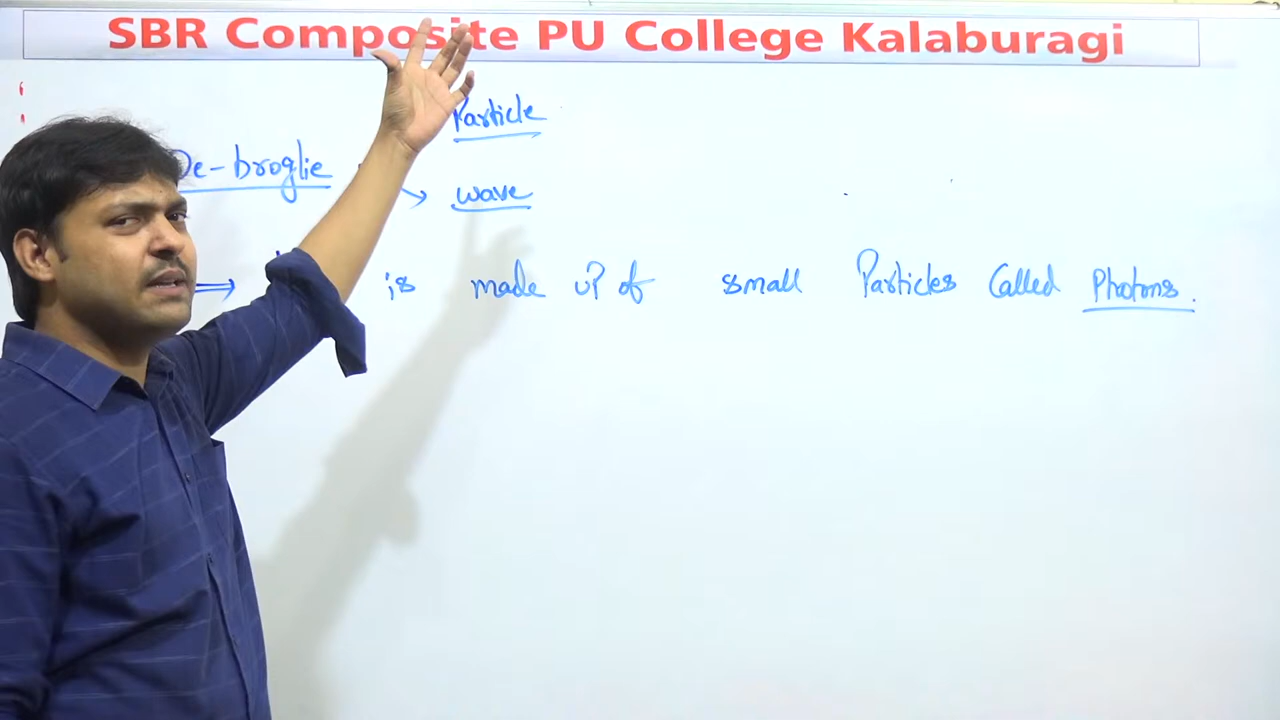 SBR Composite PU College Kalaburagi
Particle
De-broglie
wave
is made uP of small Particles Called Photons.